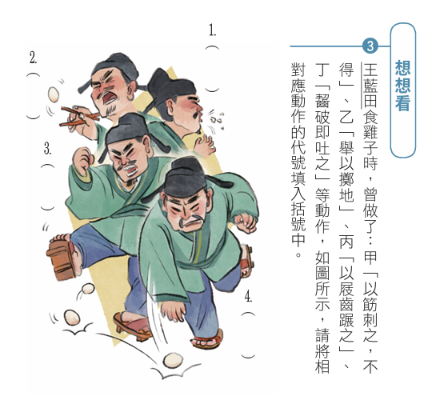 想想看
3
王藍田食雞子時，曾做了：甲「以筯刺之，不
得」、乙「舉以擲地」、丙「以屐齒蹍之」、
丁「齧破即吐之」等動作，如圖所示，請將相
對應動作的代號填入括號中。
1.（　）
2.（　）
3.（　）
4.（　）